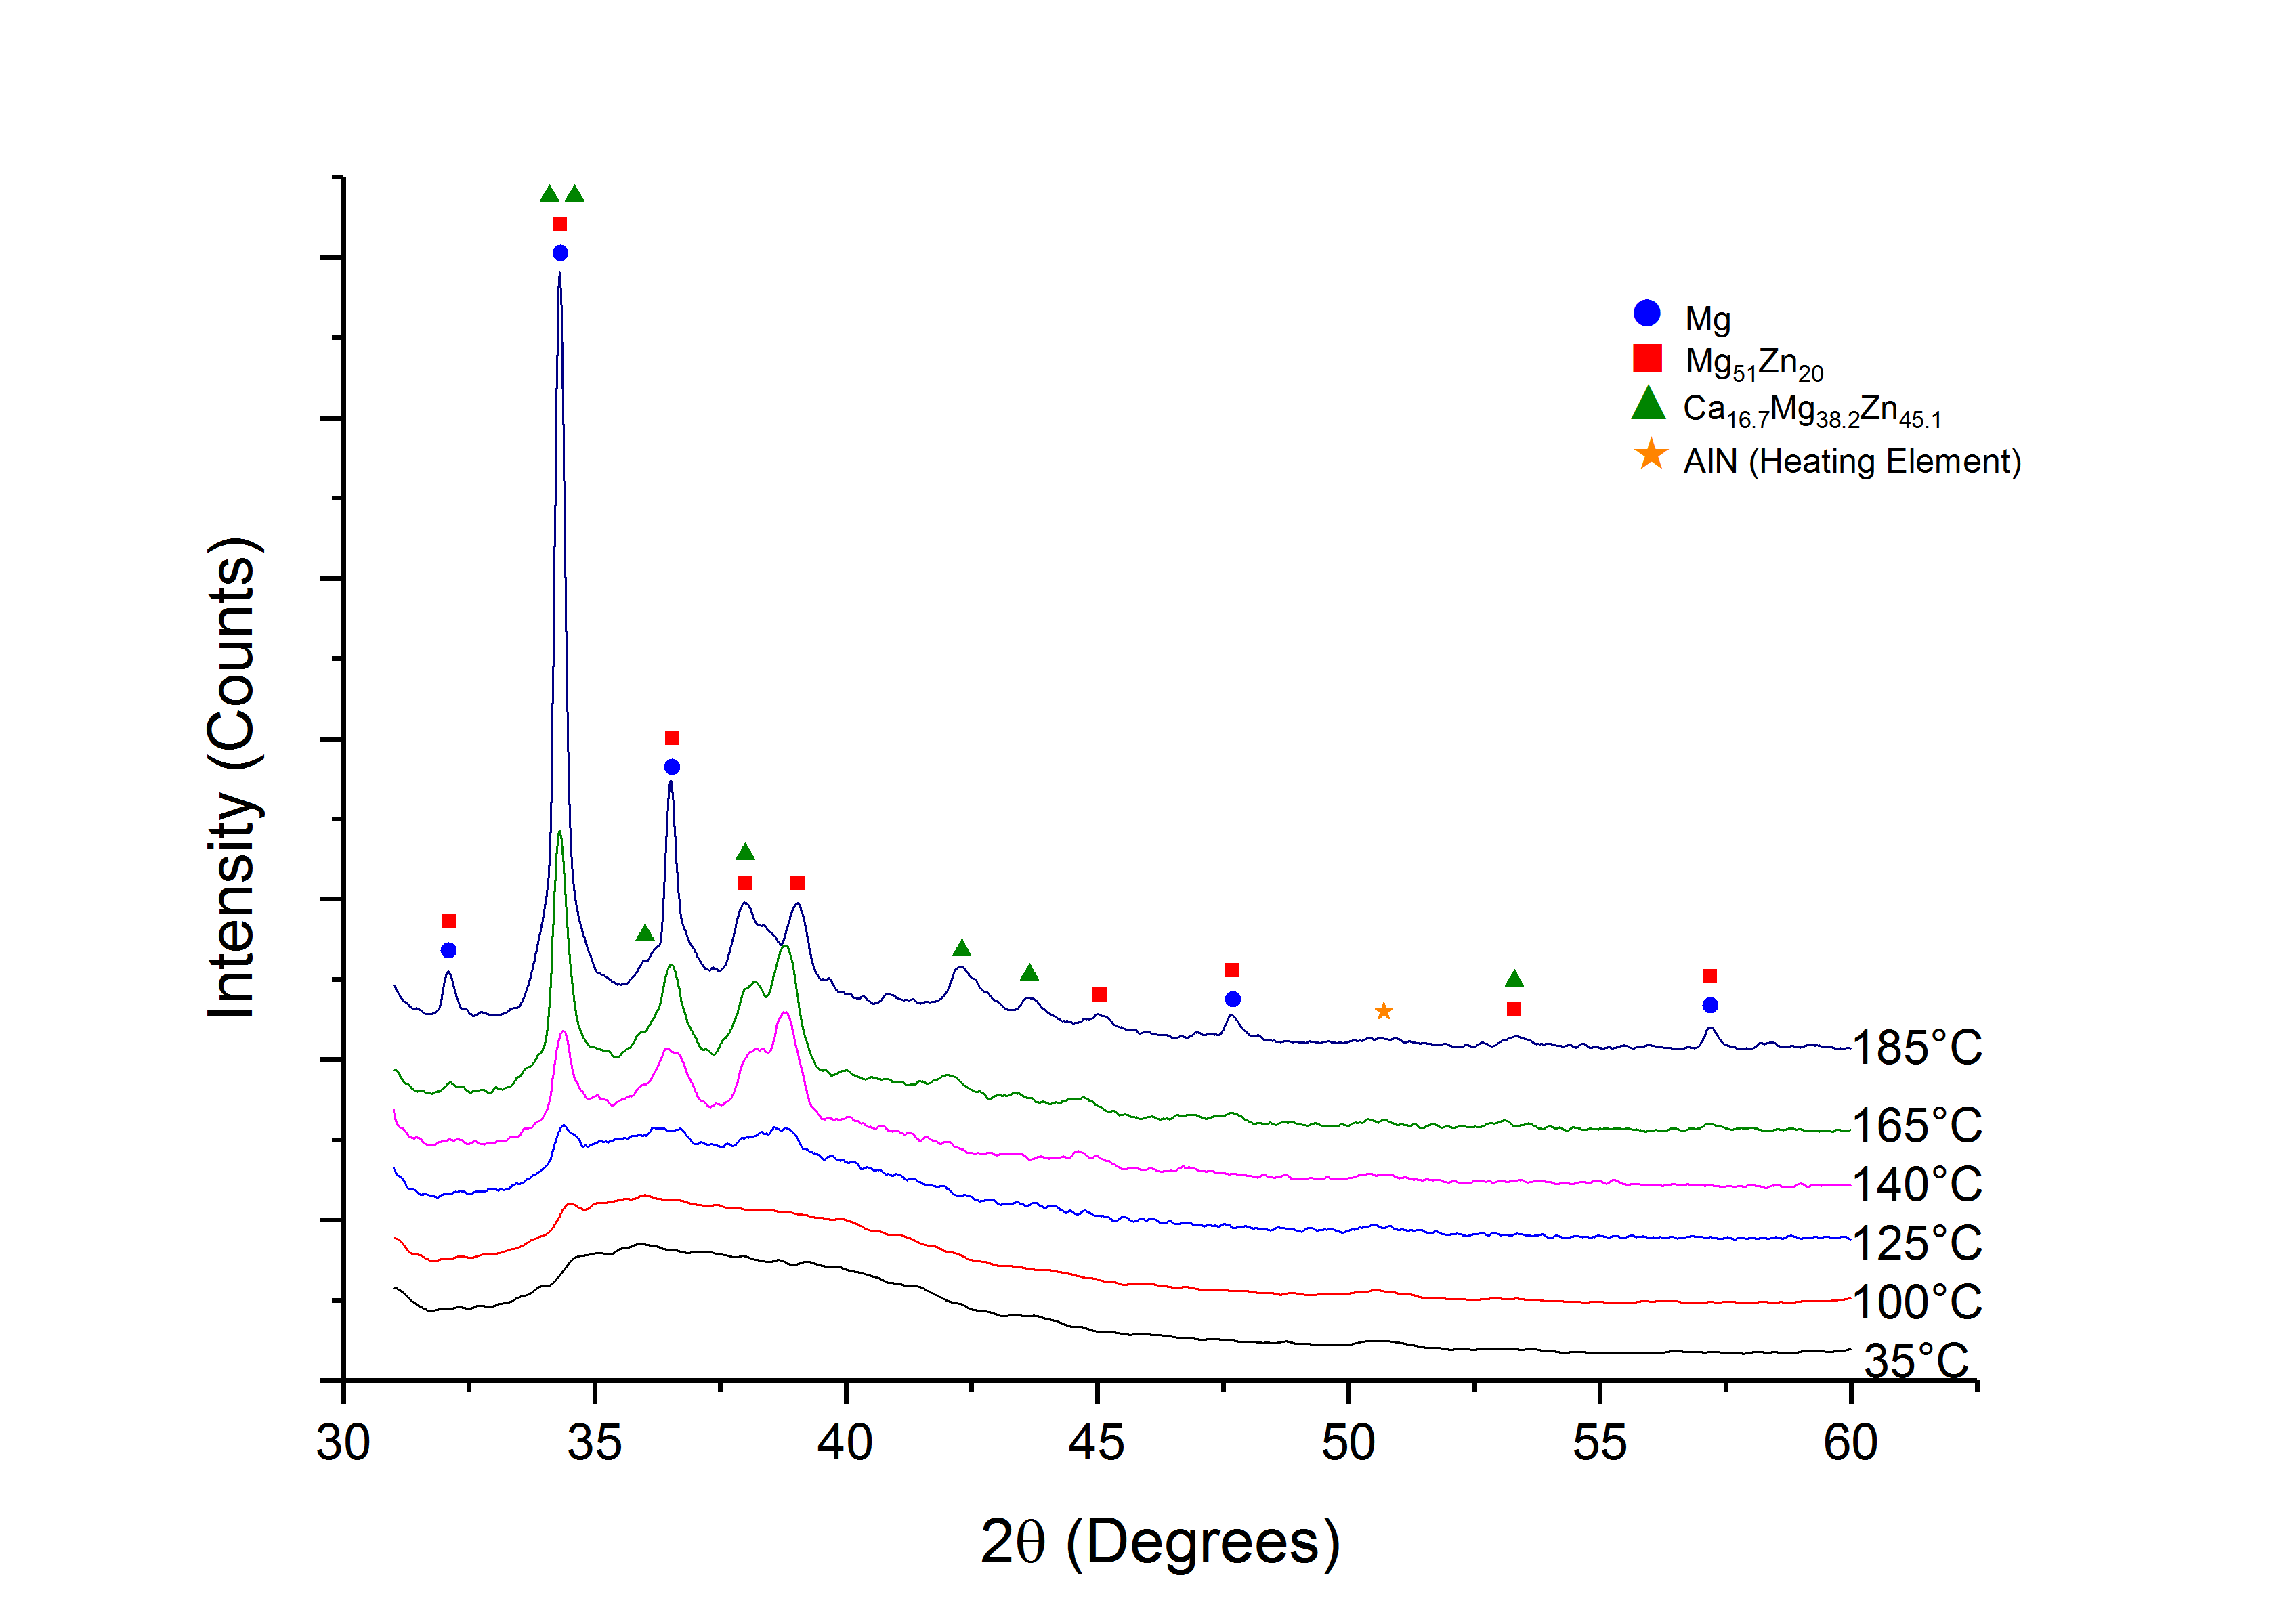 Mg
Mg51Zn20
Ca16.7Mg38.2Zn45.1
AlN (Heating Element)
Intensity (Counts)
185°C
165°C
140°C
125°C
100°C
35°C
30 35 40 45 50 55 60
2θ (Degrees)